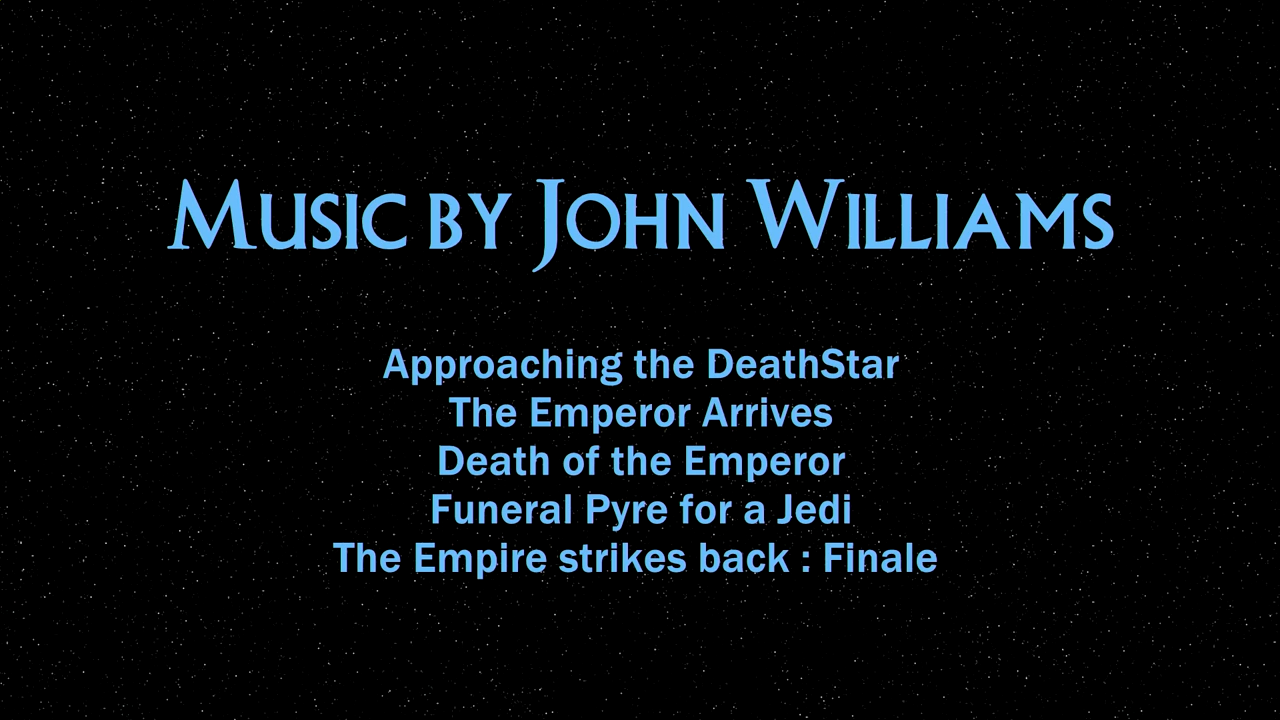 Music by John Williams
Approaching the DeathStar
The Emperor Arrives
Death of the Emperor
Funeral Pyre for a Jedi
The Empire strikes back : Finale